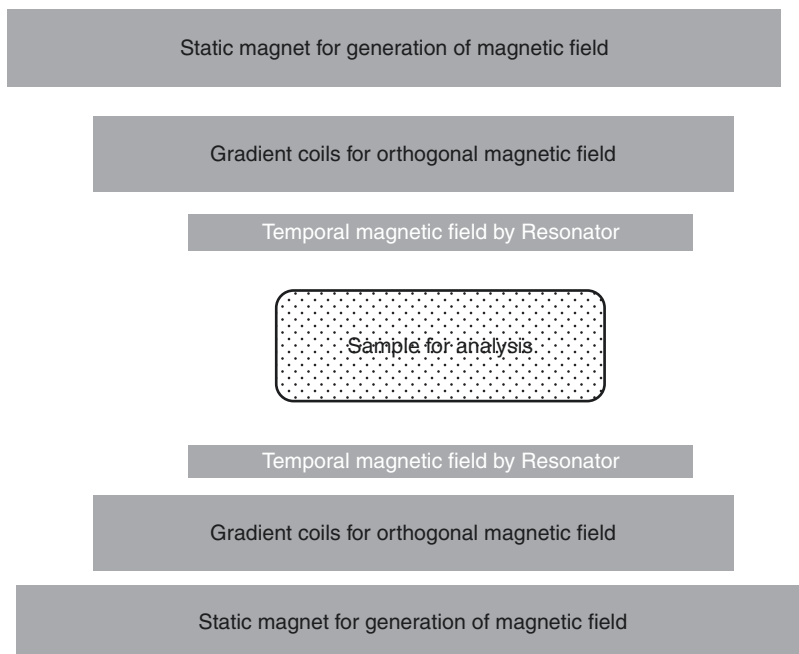 Static magnet for generation of magnetic field
Gradient coils for orthogonal magnetic field
Temporal magnetic field by Resonator
Sample for analysis
Temporal magnetic field by Resonator
Gradient coils for orthogonal magnetic field
Static magnet for generation of magnetic field